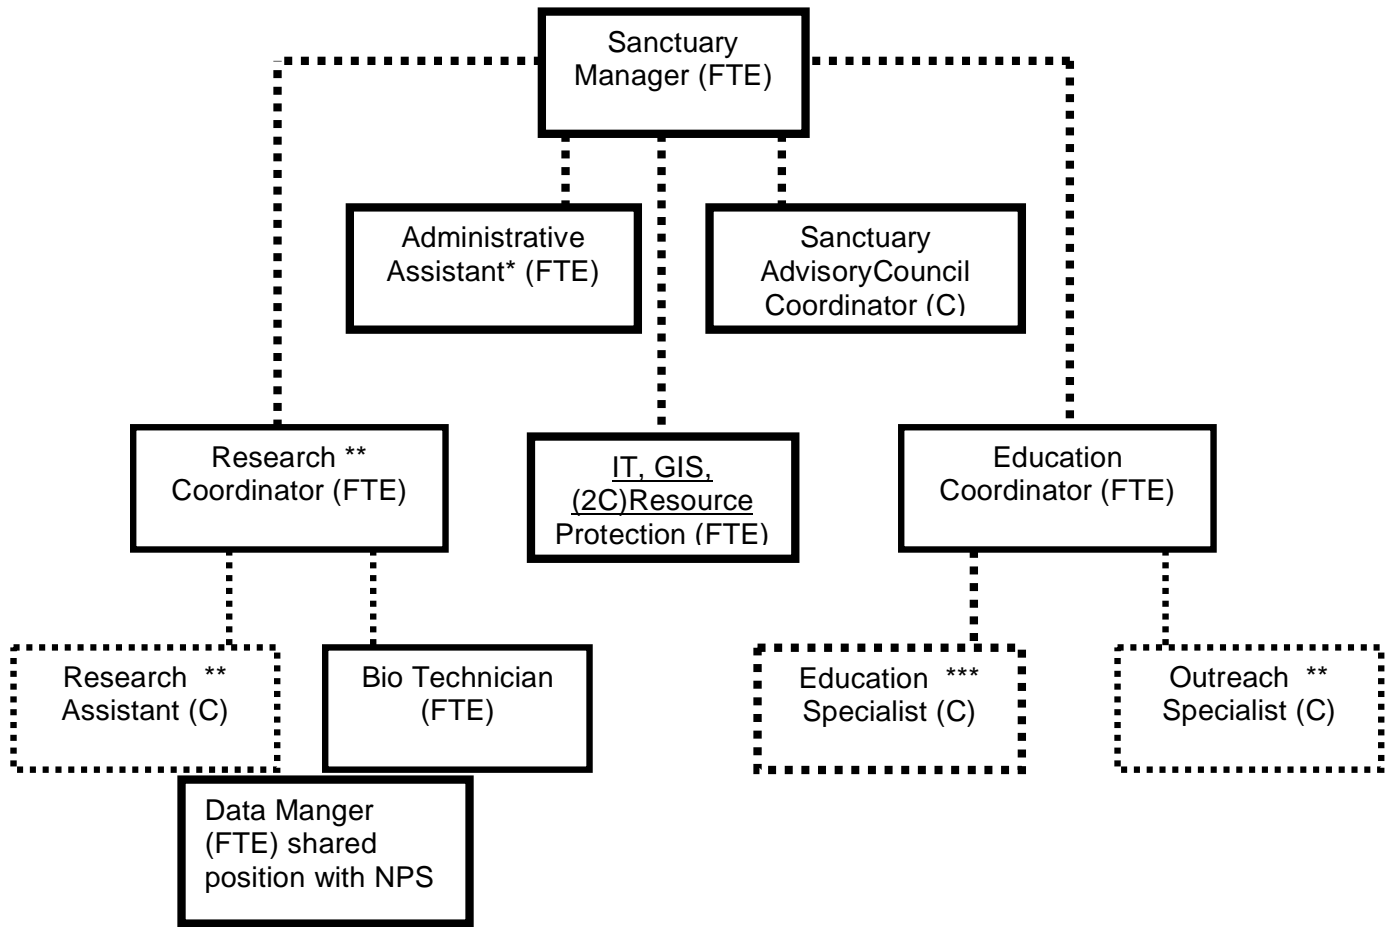 Sanctuary
Manager (FTE)
Administrative
Assistant* (FTE)
Sanctuary
AdvisoryCouncil
Coordinator (C)
Research **
Coordinator (FTE)
IT, GIS,
(2C)Resource
Protection (FTE)
Education
Coordinator (FTE)
Research **
Assistant (C)
Bio Technician
(FTE)
Education ***
Specialist (C)
Outreach **
Specialist (C)
Data Manger
(FTE) shared
position with NPS